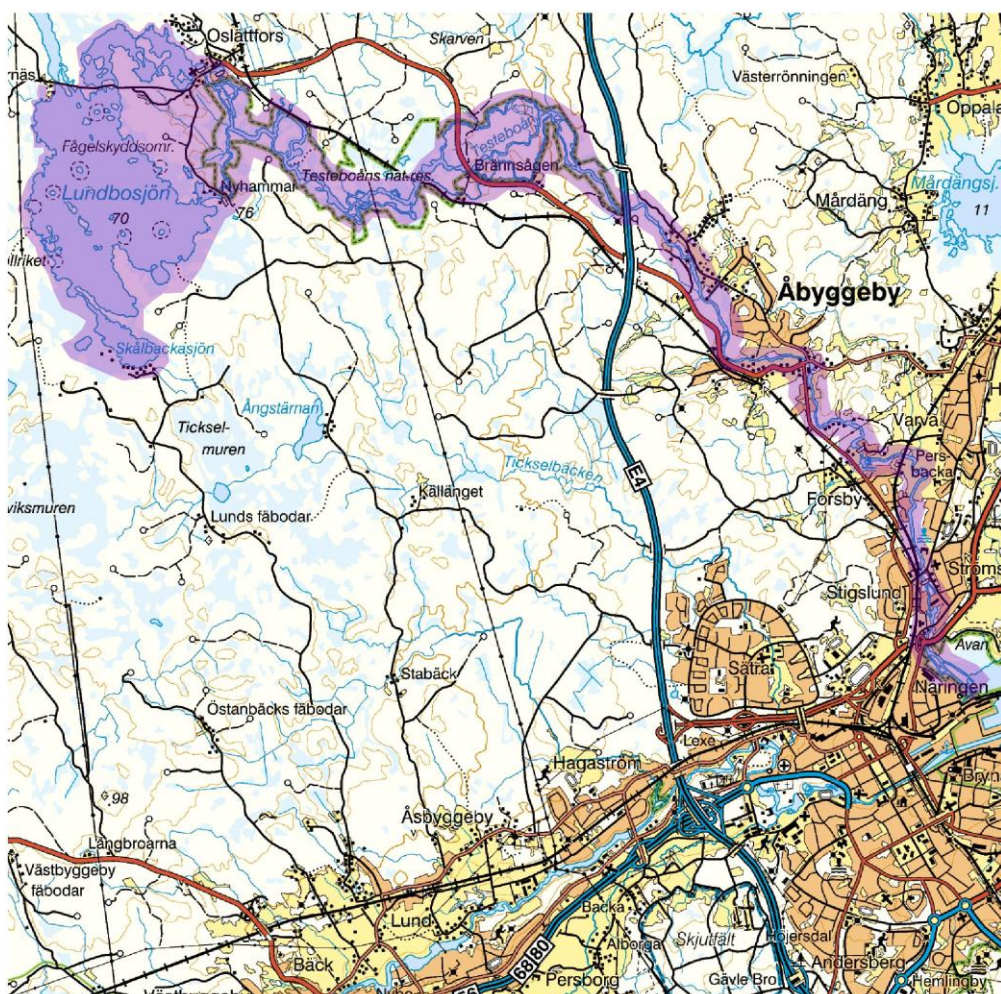 Oslättfors
Skarven
Västerrönningen
Oppala
Fågelskyddsomr.
Testeboån
Lundbosjön
Nyhammar
Testeboåns nat.res.
Brännsågen
Mårdängsj.
70
76
Mårdäng
11
Åbyggeby
Skålbackasjön
Ångstärnan
Ticksel-
muren
Varva
Tickselbäcken
E4
Pers-
backar
viksmuren
Källänget
Forsby
Lunds fäbodar
Ströms
Stigslund
Avan
Stabäck
Sätra
Näringen
Östanbäcks fäbodar
Lexe
Hagaström
Bryn
98
Åsbyggeby
Långbroarna
Västbyggeby
fäbodar
Lund
Backa
Skjutfält
Höjersdal
Bäck
68/80
Alborga
Andersberg
Persborg
Gävle Bro
Hemlingby